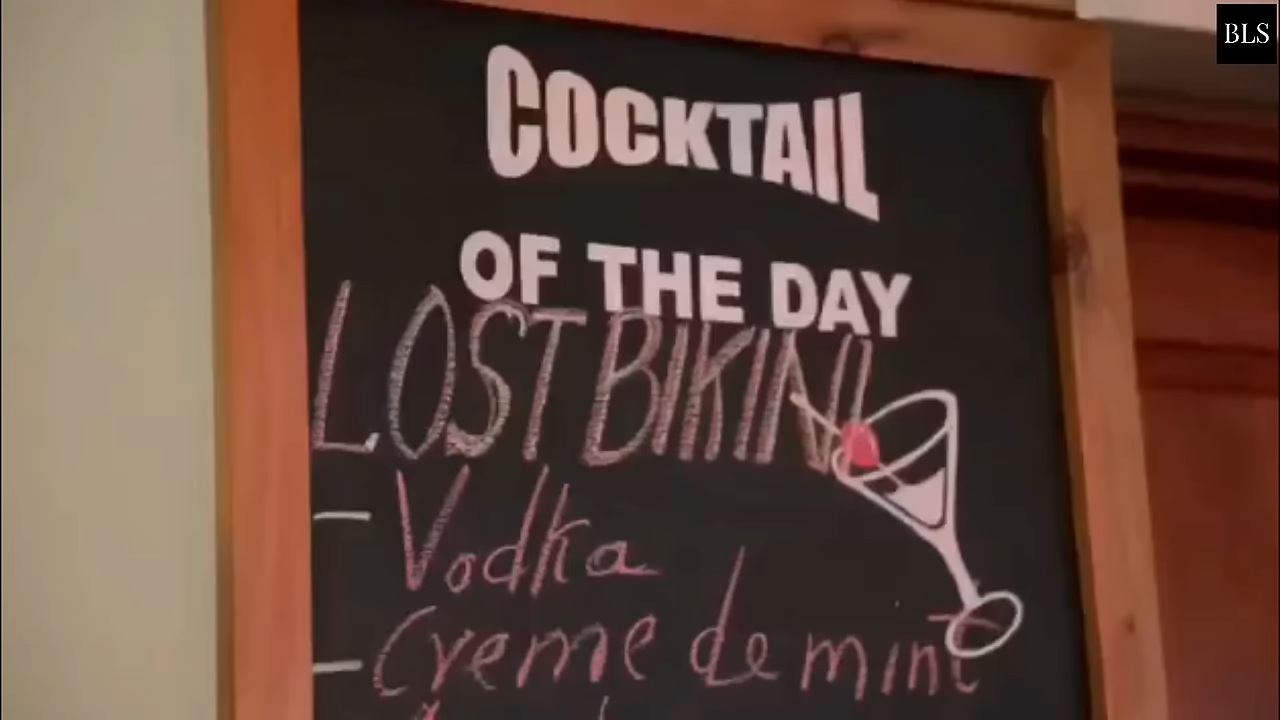 BLS
COCKTAIL
OF THE DAY
LOST BIKINI
- Vodka
- Creme de mint